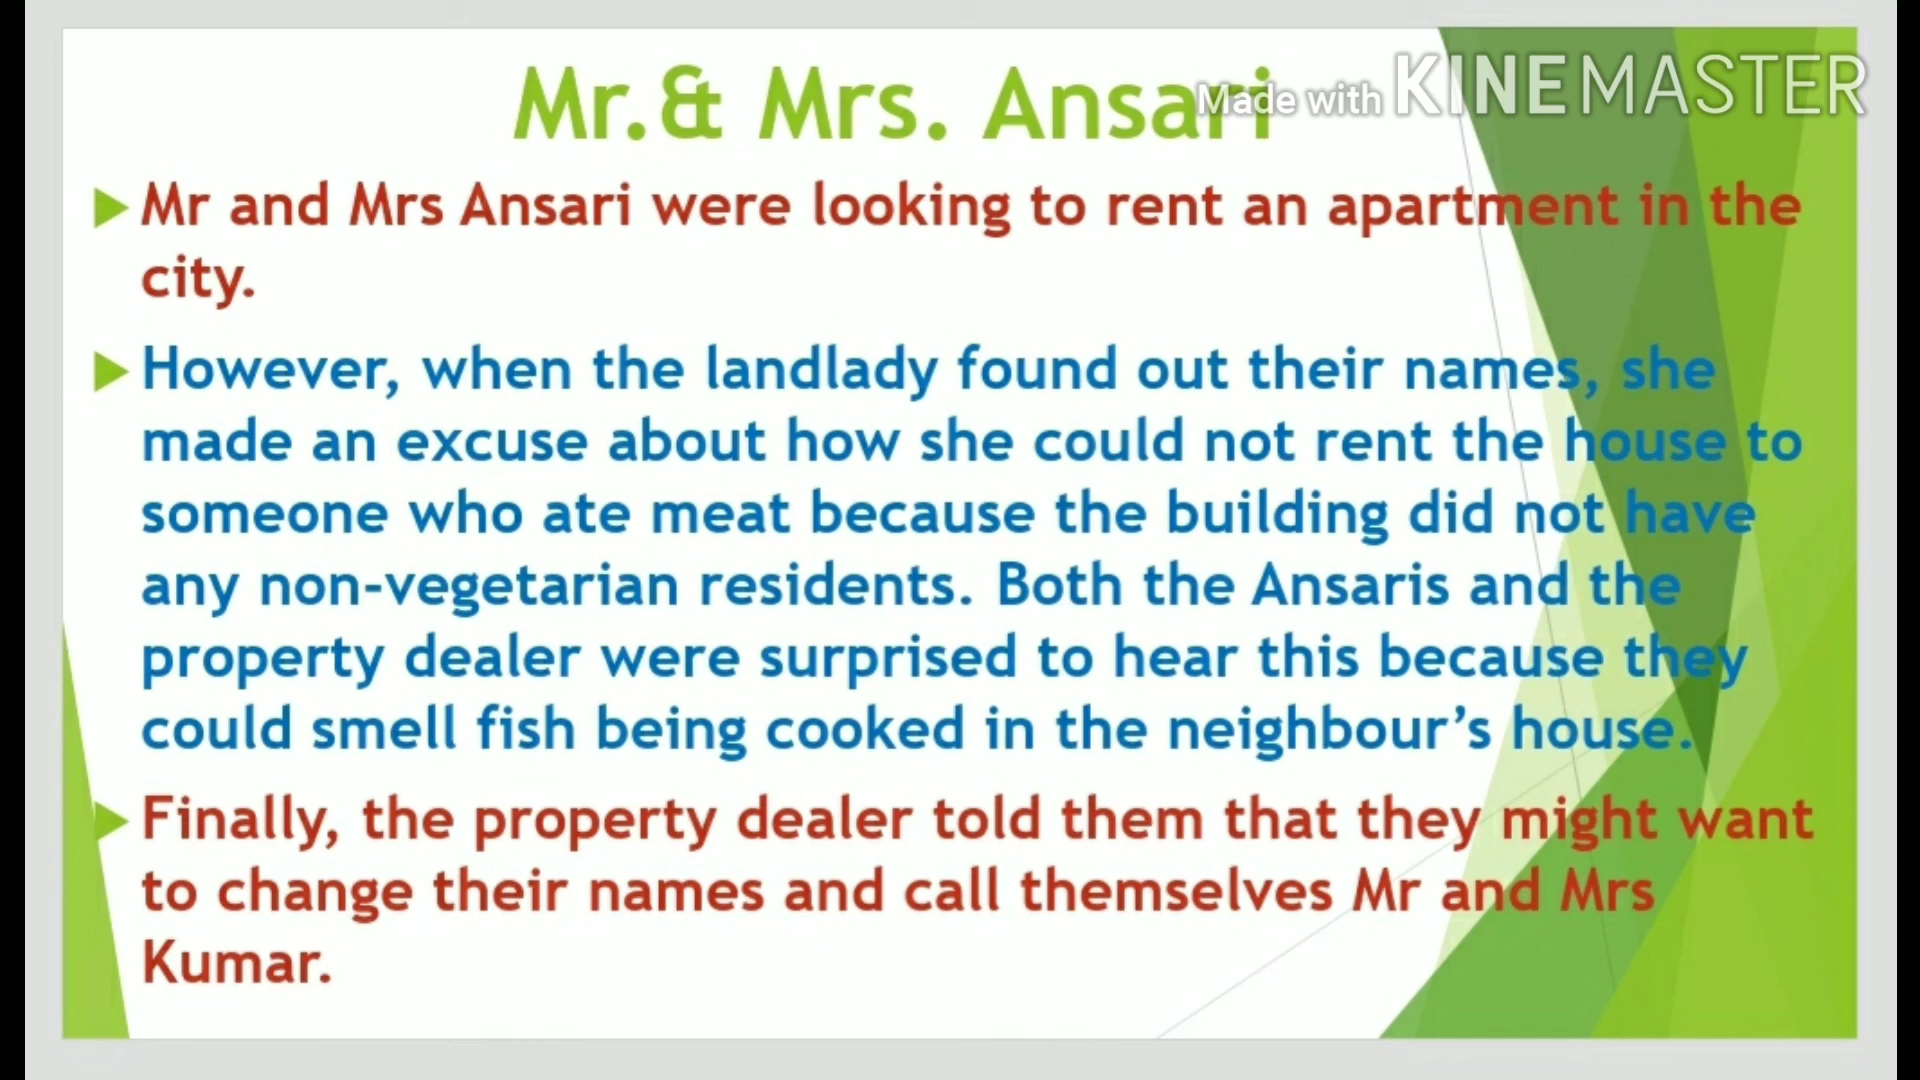 Mr.& Mrs. Ansari
Made with KINEMASTER
Mr and Mrs Ansari were looking to rent an apartment in the
city.
However, when the landlady found out their names, she
made an excuse about how she could not rent the house to
someone who ate meat because the building did not have
any non-vegetarian residents. Both the Ansaris and the
property dealer were surprised to hear this because they
could smell fish being cooked in the neighbour’s house.
Finally, the property dealer told them that they might want
to change their names and call themselves Mr and Mrs
Kumar.